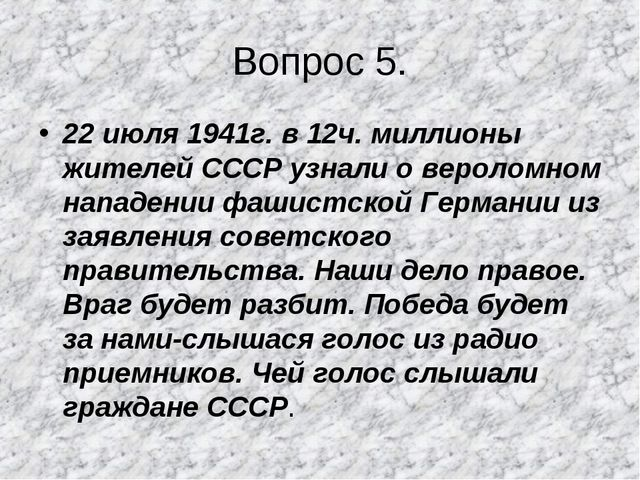 Вопрос 5.
• 22 июля 1941г. в 12ч. миллионы
жителей СССР узнали о вероломном
нападении фашистской Германии из
заявления советского
правительства. Наши дело правое.
Враг будет разбит. Победа будет
за нами-слышася голос из радио
приемников. Чей голос слышали
граждане СССР.